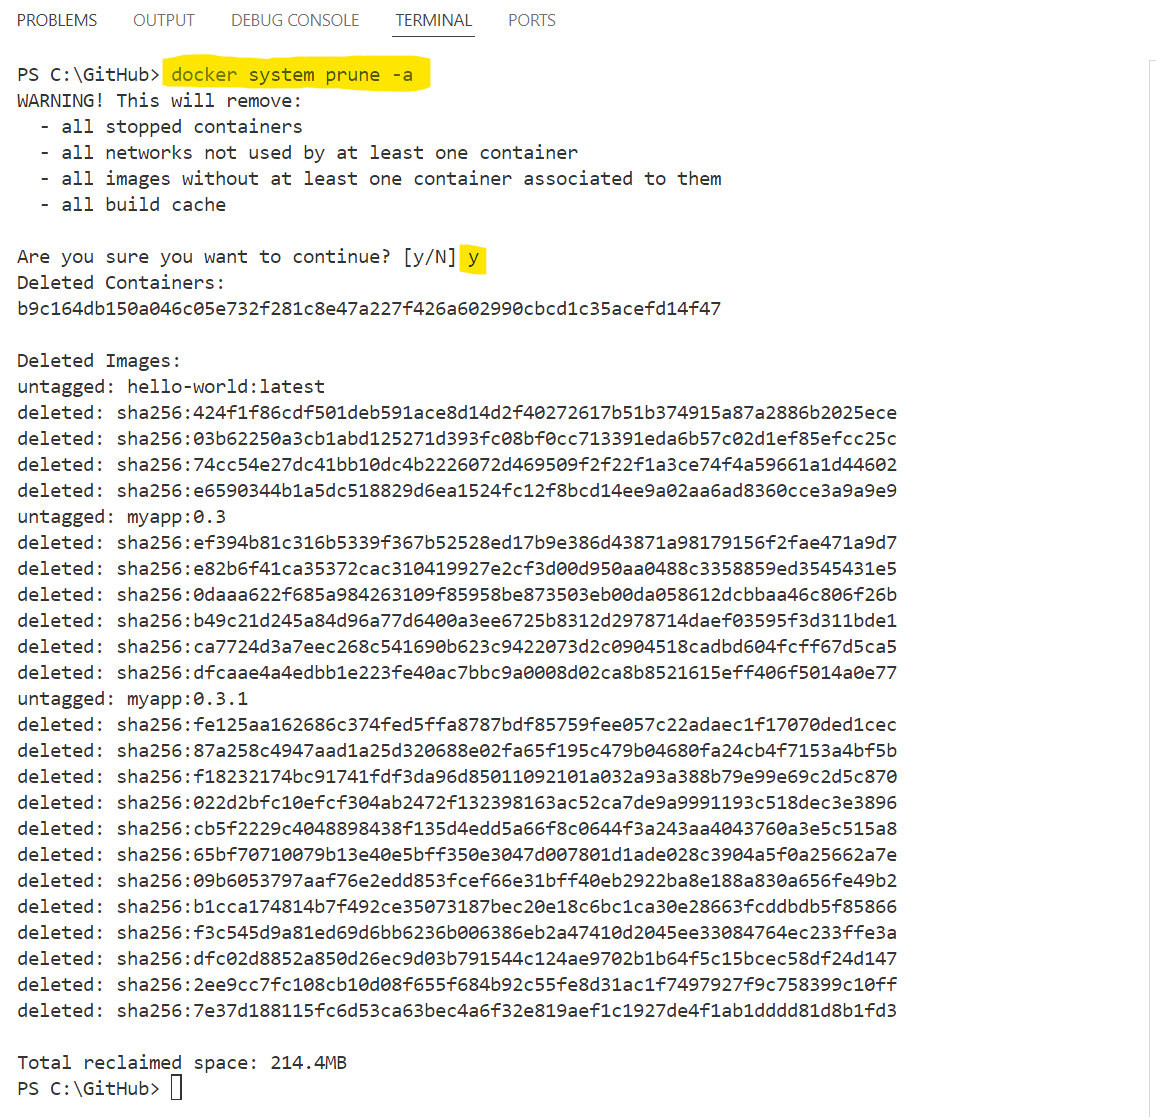 PROBLEMS OUTPUT DEBUG CONSOLE TERMINAL PORTS
PS C:\GitHub> docker system prune -a
WARNING! This will remove:
- all stopped containers
- all networks not used by at least one container
- all images without at least one container associated to them
- all build cache
Are you sure you want to continue? [y/N] y
Deleted Containers:
b9c164db150a046c05e732f281c8e47a227f426a602990cbcd1c35acefd14f47
Deleted Images:
untagged: hello-world:latest
deleted: sha256:424f1f86cdf501deb591ace8d14d2f40272617b51b374915a87a2886b2025ece
deleted: sha256:03b62250a3cb1abd125271d393fc08bf0cc713391eda6b57c02d1ef85efcc25c
deleted: sha256:74cc54e27dc41bb10dc4b2226072d469509f2f22f1a3ce74f4a59661a1d44602
deleted: sha256:e6590344b1a5dc518829d6ea1524fc12f8bcd14ee9a02aa6ad8360cce3a9a9e9
untagged: myapp:0.3
deleted: sha256:ef394b81c316b5339f367b52528ed17b9e386d43871a98179156f2fae471a9d7
deleted: sha256:e82b6f41ca35372cac310419927e2cf3d00d950aa0488c3358859ed3545431e5
deleted: sha256:0daaa622f685a984263109f85958be873503eb00da058612dcbbaa46c806f26b
deleted: sha256:b49c21d245a84d96a77d6400a3ee6725b8312d2978714daef03595f3d311bde1
deleted: sha256:ca7724d3a7eec268c541690b623c9422073d2c0904518cadbd604fcff67d5ca5
deleted: sha256:dfcaae4a4edbb1e223fe40ac7bbc9a0008d02ca8b8521615eff406f5014a0e77
untagged: myapp:0.3.1
deleted: sha256:fe125aa162686c374fed5ffa8787bdf85759fee057c22adaec1f17070ded1cec
deleted: sha256:87a258c4947aad1a25d320688e02fa65f195c479b04680fa24cb4f7153a4bf5b
deleted: sha256:f18232174bc91741fdf3da96d85011092101a032a93a388b79e99e69c2d5c870
deleted: sha256:022d2bfc10efcf304ab2472f132398163ac52ca7de9a9991193c518dec3e3896
deleted: sha256:cb5f2229c4048898438f135d4edd5a66f8c0644f3a243aa4043760a3e5c515a8
deleted: sha256:65bf70710079b13e40e5bff350e3047d007801d1ade028c3904a5f0a25662a7e
deleted: sha256:09b6053797aaf76e2edd853fcef66e31bff40eb2922ba8e188a830a656fe49b2
deleted: sha256:b1cca174814b7f492ce35073187bec20e18c6bc1ca30e28663fcddbdb5f85866
deleted: sha256:f3c545d9a81ed69d6bb6236b006386eb2a47410d2045ee33084764ec233ffe3a
deleted: sha256:dfc02d8852a850d26ec9d03b791544c124ae9702b1b64f5c15bcec58df24d147
deleted: sha256:2ee9cc7fc108cb10d08f655f684b92c55fe8d31ac1f7497927f9c758399c10ff
deleted: sha256:7e37d188115fc6d53ca63bec4a6f32e819aef1c1927de4f1ab1dddd81d8b1fd3
Total reclaimed space: 214.4MB
PS C:\GitHub>